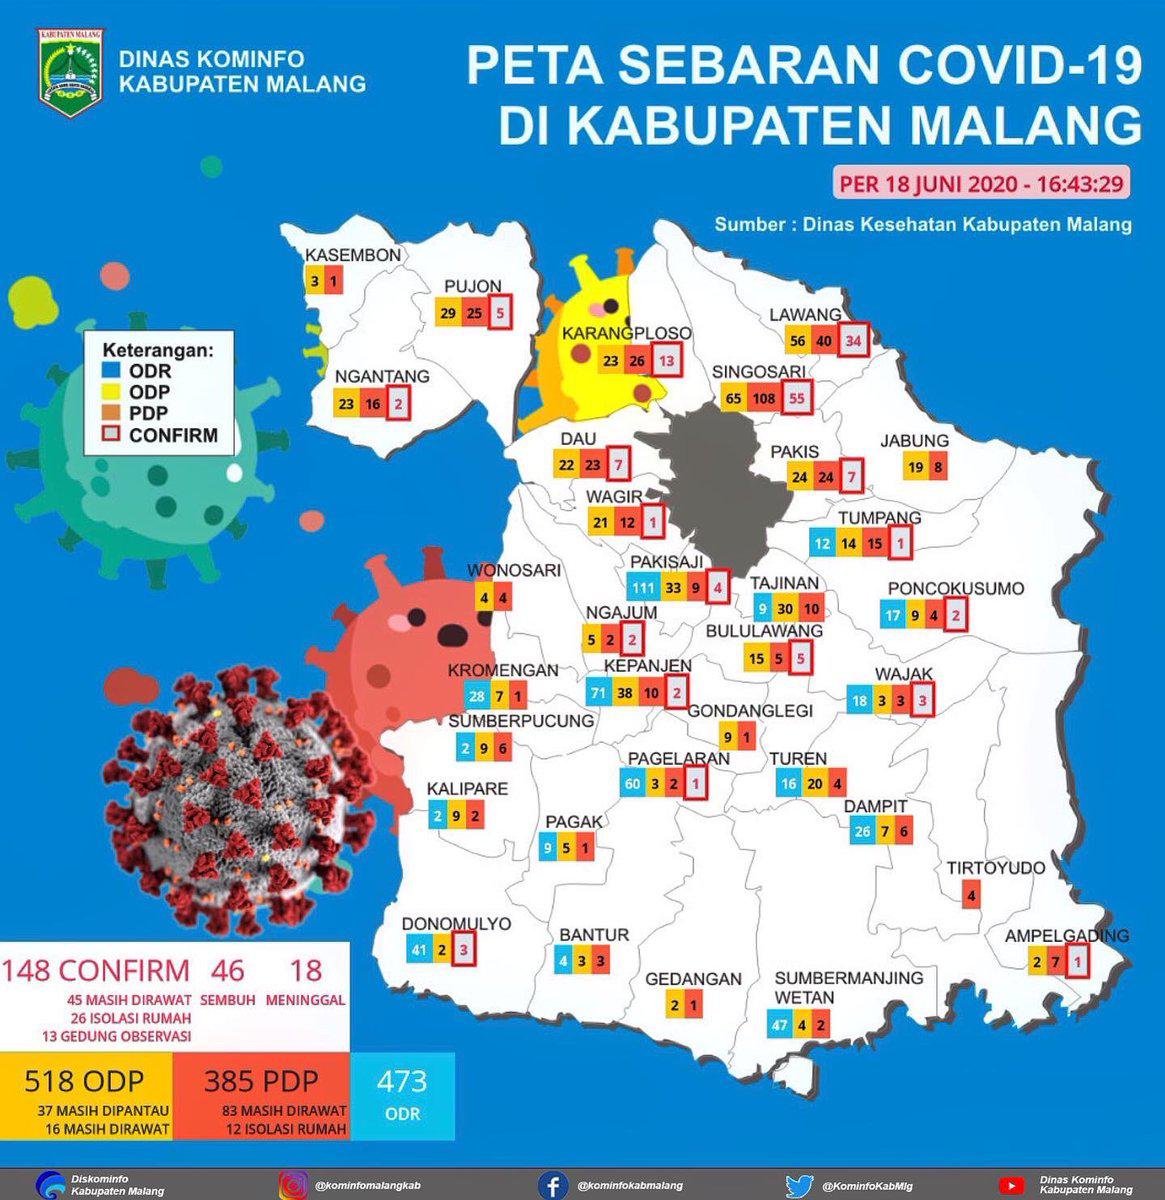 KABUPATEN MALANG
DINAS KOMINFO
KABUPATEN MALANG
PETA SEBARAN COVID-19
DI KABUPATEN MALANG
PER 18 JUNI 2020 - 16:43:29
Sumber : Dinas Kesehatan Kabupaten Malang
Keterangan:
ODR
ODP
PDP
CONFIRM
KASEMBON
3 1
PUJON
29 25 5
NGANTANG
23 16 2
KARANGPLOSO
23 26 13
LAWANG
56 40 34
SINGOSARI
65 108 55
DAU
22 23 7
PAKIS
24 24 7
JABUNG
19 8
WAGIR
21 12 1
TUMPANG
12 14 15 1
WONOSARI
4 4
PAKISAJI
111 33 9 4
TAJINAN
9 30 10
PONCOKUSUMO
17 9 4 2
NGAJUM
5 2 2
BULULAWANG
15 5 5
KROMENGAN
28 7 1
KEPANJEN
71 38 10 2
WAJAK
18 3 3 3
SUMBERPUCUNG
2 9 6
GONDANGLEGI
9 1
PAGELARAN
60 3 2 1
TUREN
16 20 4
KALIPARE
2 9 2
PAGAK
9 5 1
DAMPIT
26 7 6
TIRTOYUDO
4
DONOMULYO
41 2 3
BANTUR
4 3 3
AMPELGADING
2 7 1
GEDANGAN
2 1
SUMBERMANJING
WETAN
47 4 2
148 CONFIRM 46 18
45 MASIH DIRAWAT SEMBUH MENINGGAL
26 ISOLASI RUMAH
13 GEDUNG OBSERVASI
518 ODP
37 MASIH DIPANTAU
16 MASIH DIRAWAT
385 PDP
83 MASIH DIRAWAT
12 ISOLASI RUMAH
473
ODR
Diskominfo
Kabupaten Malang
@kominfomalangkab
@kominfokabmalang
@KominfoKabMlg
Dinas Kominfo
Kabupaten Malang